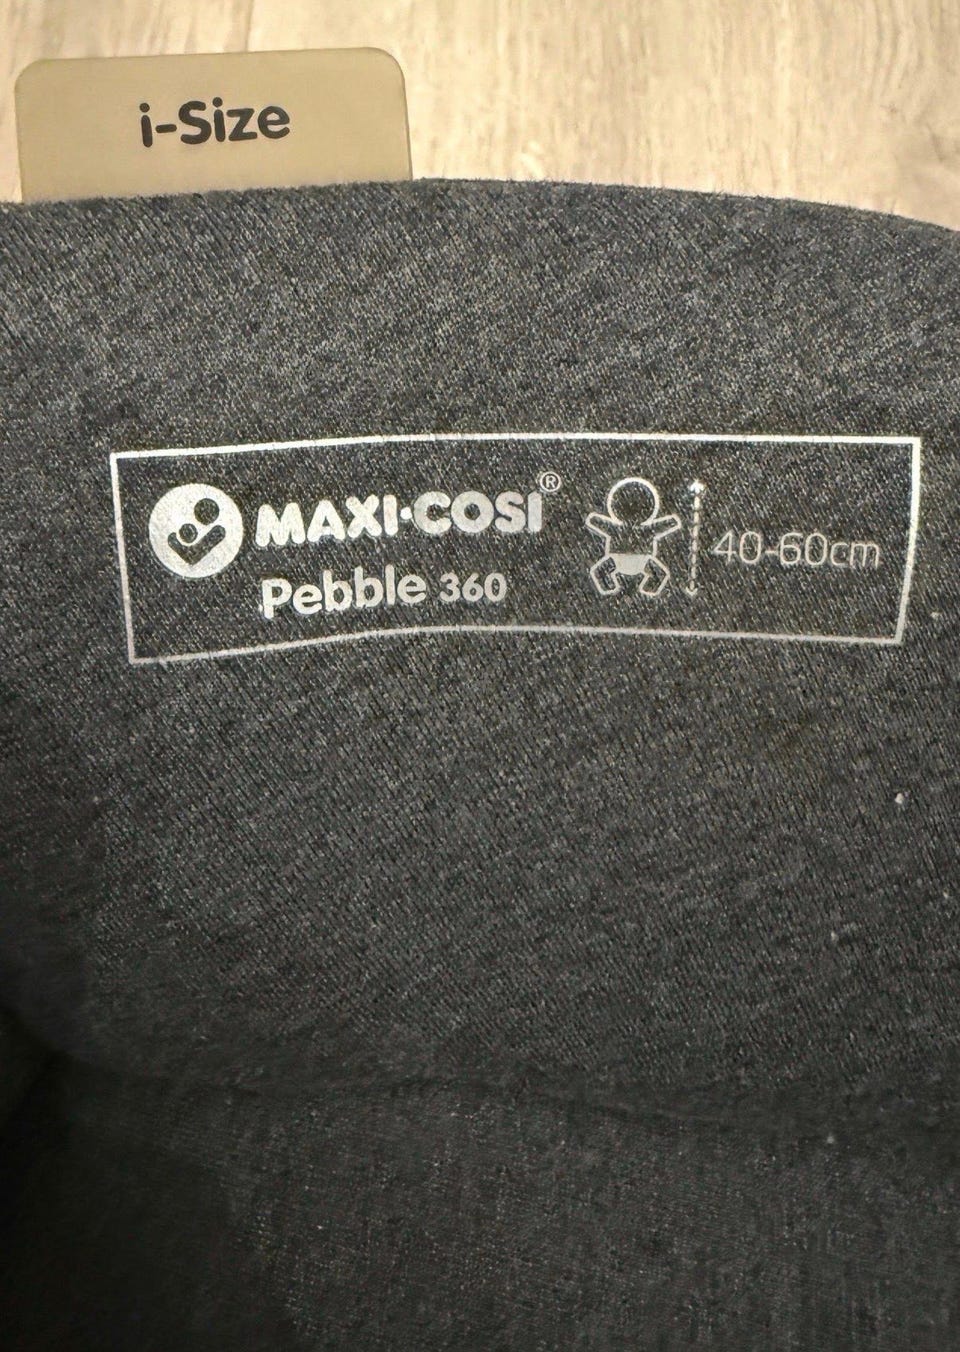 i-Size
MAXI·COSI®
Pebble 360
40-60cm